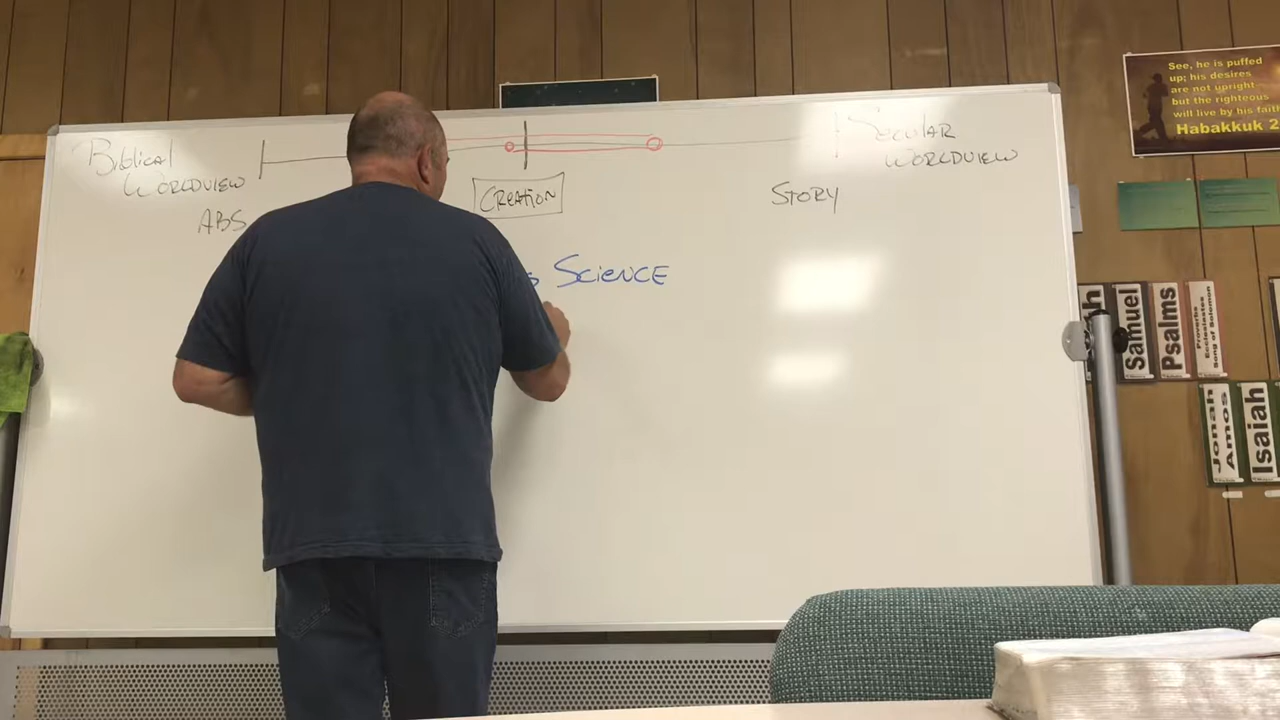 Biblical
Worldview
ABS
CREATION
STORY
SECULAR
WORLDVIEW
SCIENCE
See, he is puffed
up; his desires
are not upright
but the righteous
will live by his faith
Habakkuk 2
Samuel
Psalms
Proverbs
Ecclesiastes
Song of Solomon
Jonah
Amos
Isaiah